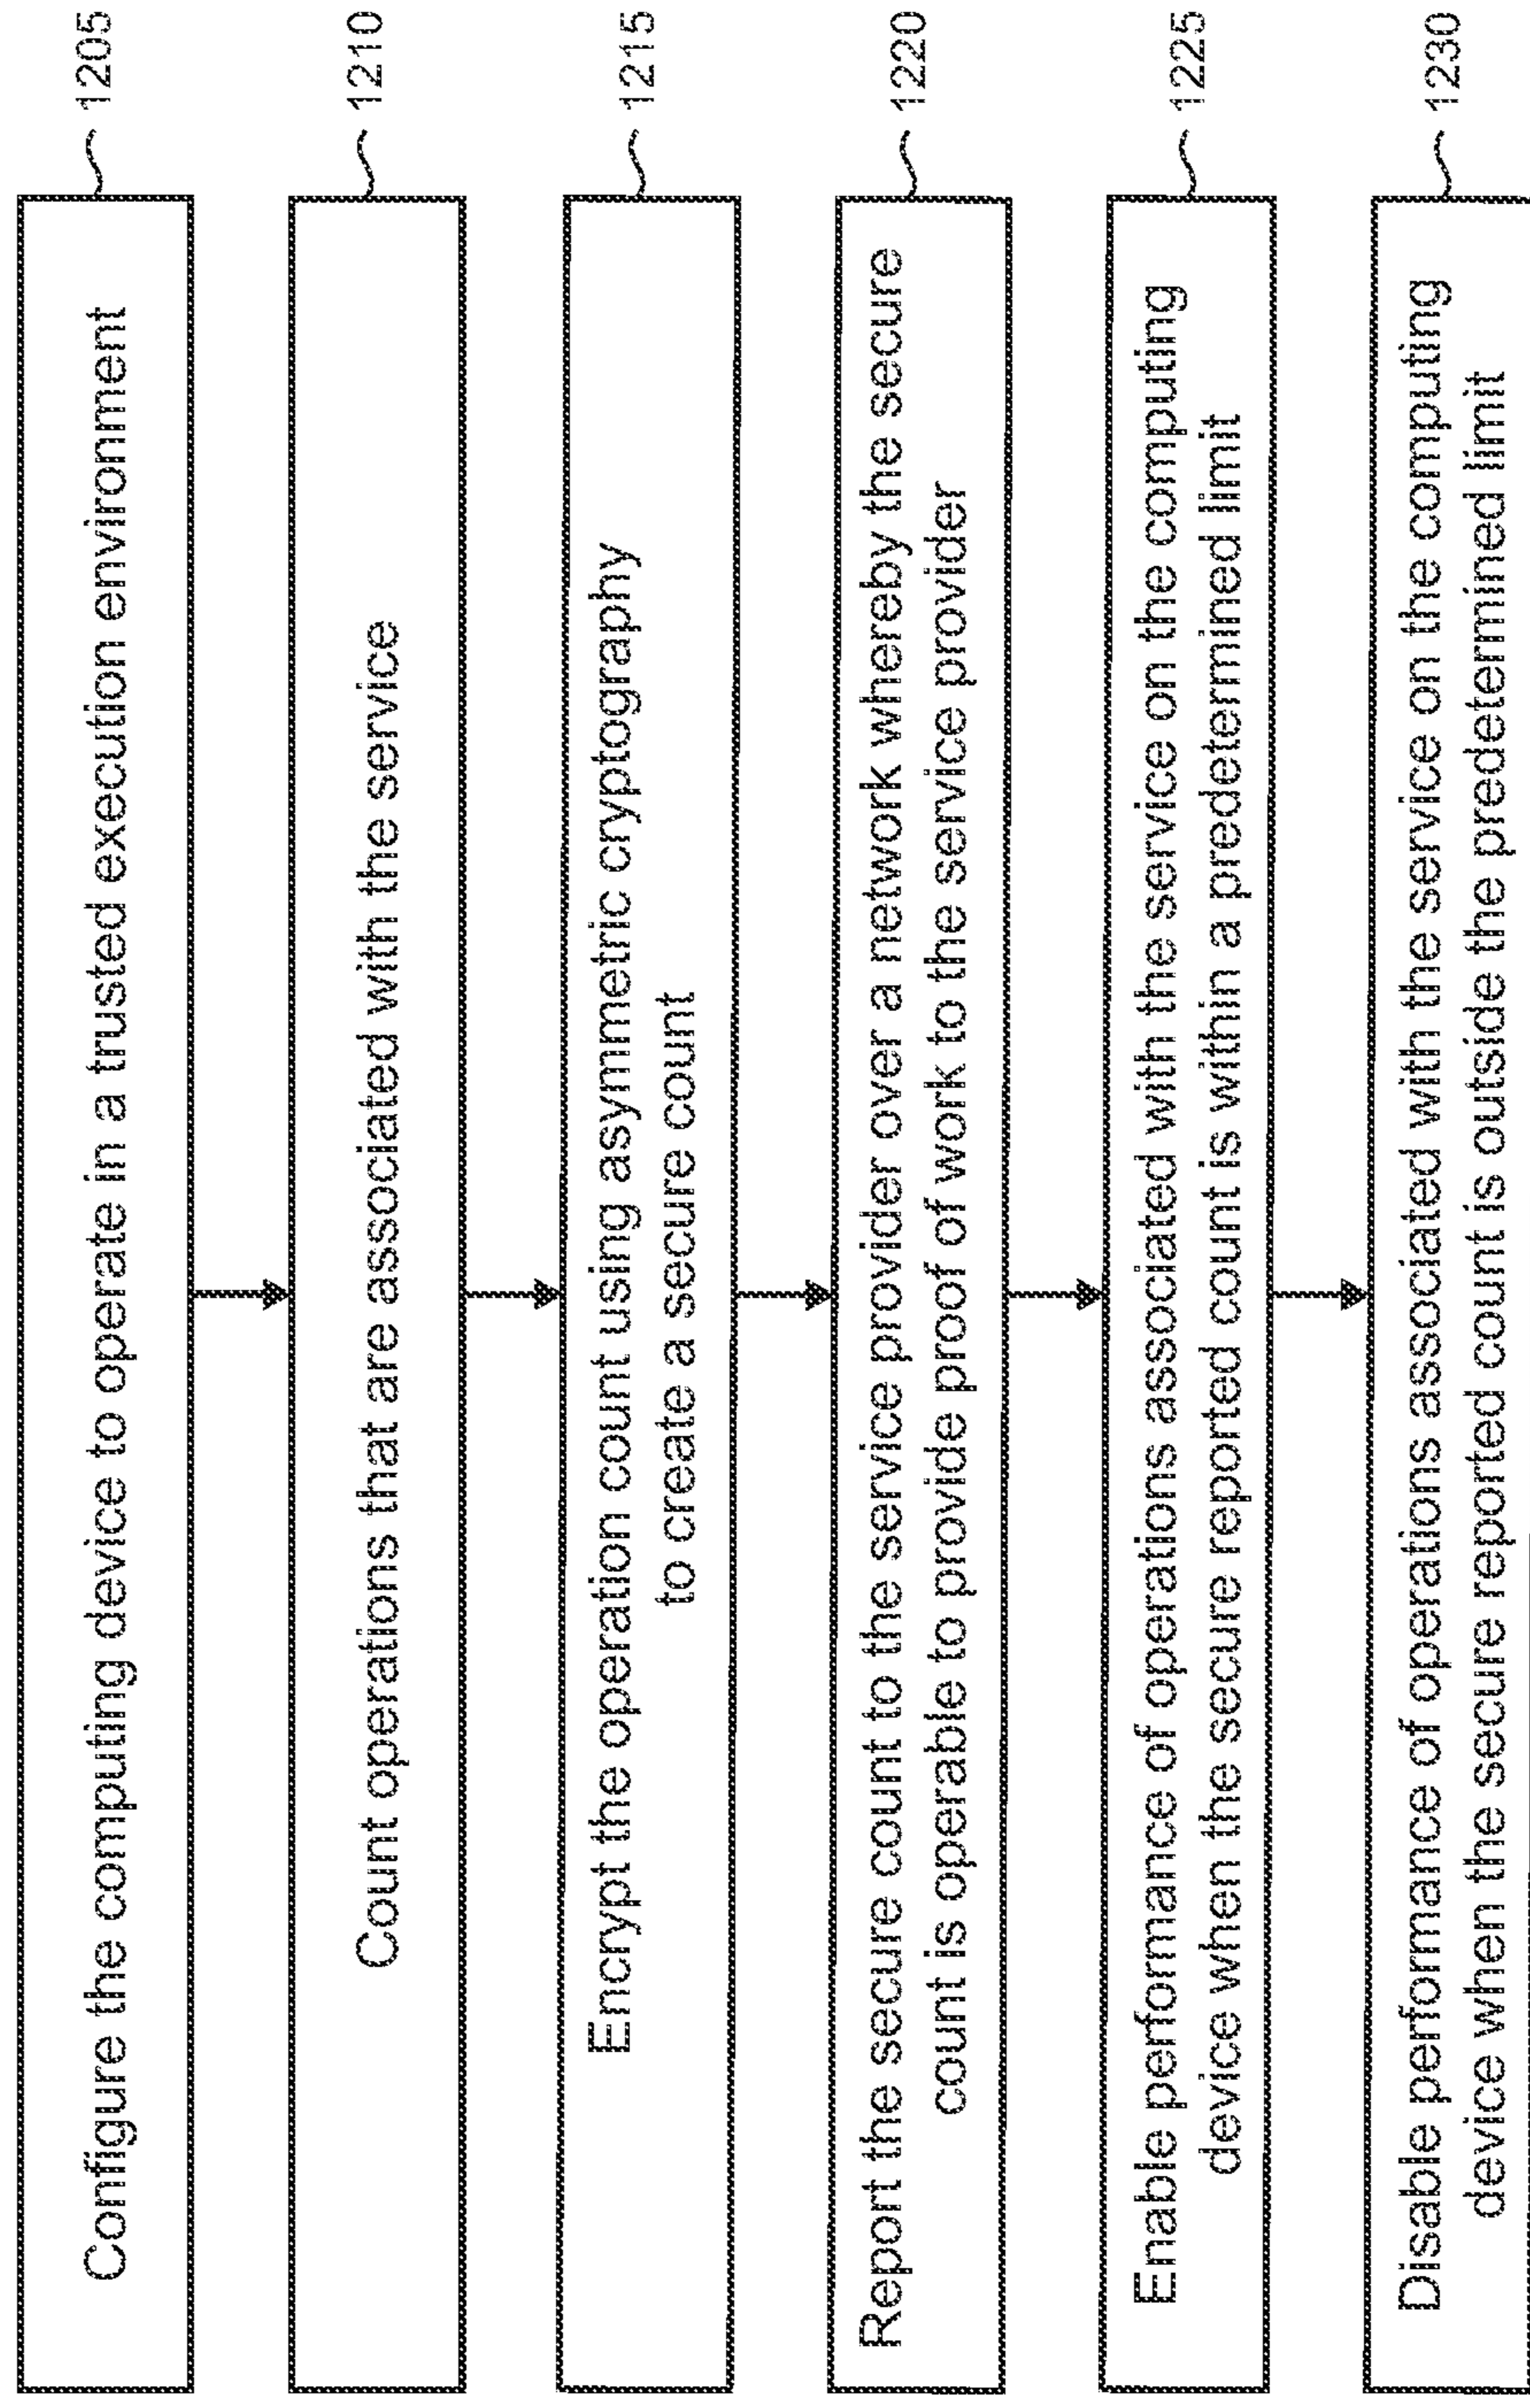 Configure the computing device to operate in a trusted execution environment
1205
Count operations that are associated with the service
1210
Encrypt the operation count using asymmetric cryptography
to create a secure count
1215
Report the secure count to the service provider over a network whereby the secure
count is operable to provide proof of work to the service provider
1220
Enable performance of operations associated with the service on the computing
device when the secure reported count is within a predetermined limit
1225
Disable performance of operations associated with the service on the computing
device when the secure reported count is outside the predetermined limit
1230